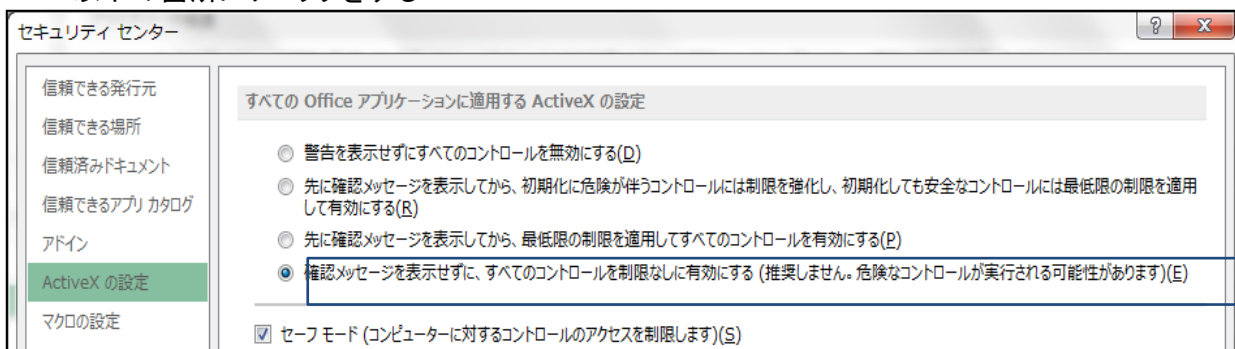 セキュリティ センター
信頼できる発行元
信頼できる場所
信頼済みドキュメント
信頼できるアプリ カタログ
アドイン
ActiveX の設定
マクロの設定
すべての Office アプリケーションに適用する ActiveX の設定
警告を表示せずにすべてのコントロールを無効にする(D)
先に確認メッセージを表示してから、初期化に危険が伴うコントロールには制限を強化し、初期化しても安全なコントロールには最低限の制限を適用
して有効にする(R)
先に確認メッセージを表示してから、最低限の制限を適用してすべてのコントロールを有効にする(P)
確認メッセージを表示せずに、すべてのコントロールを制限なしに有効にする (推奨しません。危険なコントロールが実行される可能性があります)(E)
セーフ モード (コンピューターに対するコントロールのアクセスを制限します)(S)